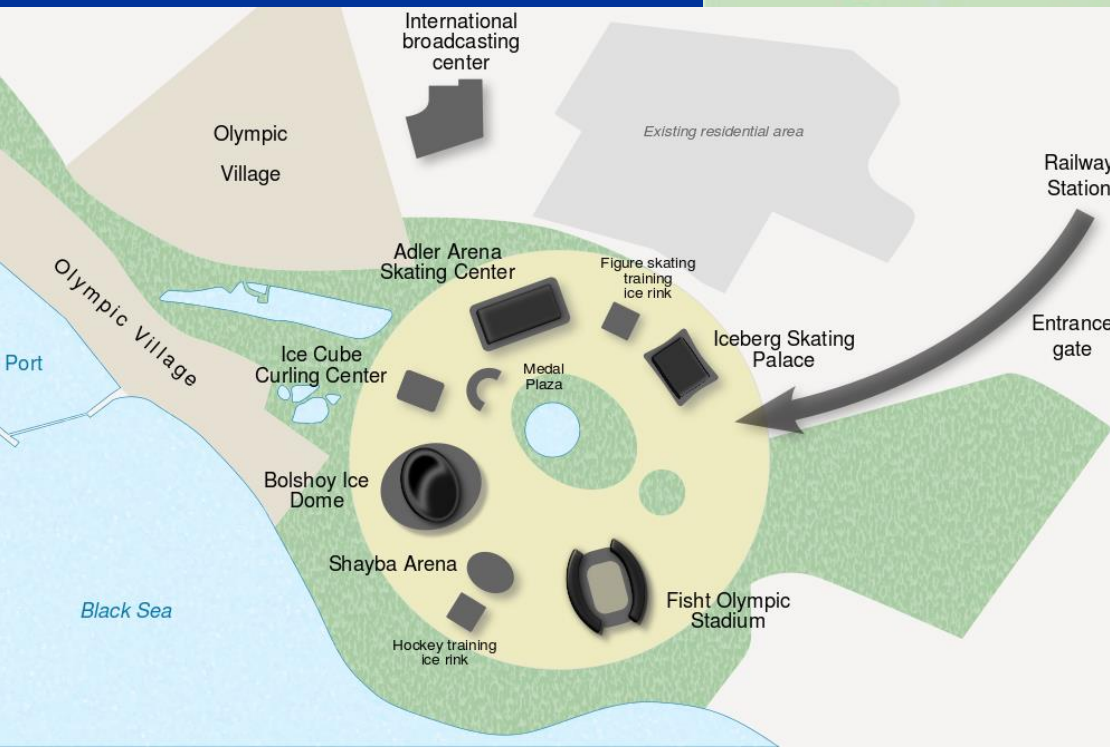 International
broadcasting
center
Olympic
Village
Existing residential area
Railway
Station
Adler Arena
Skating Center
Figure skating
training
ice rink
Olympic Village
Entrance
gate
Iceberg Skating
Palace
Port
Ice Cube
Curling Center
Medal
Plaza
Bolshoy Ice
Dome
Shayba Arena
Black Sea
Fisht Olympic
Stadium
Hockey training
ice rink